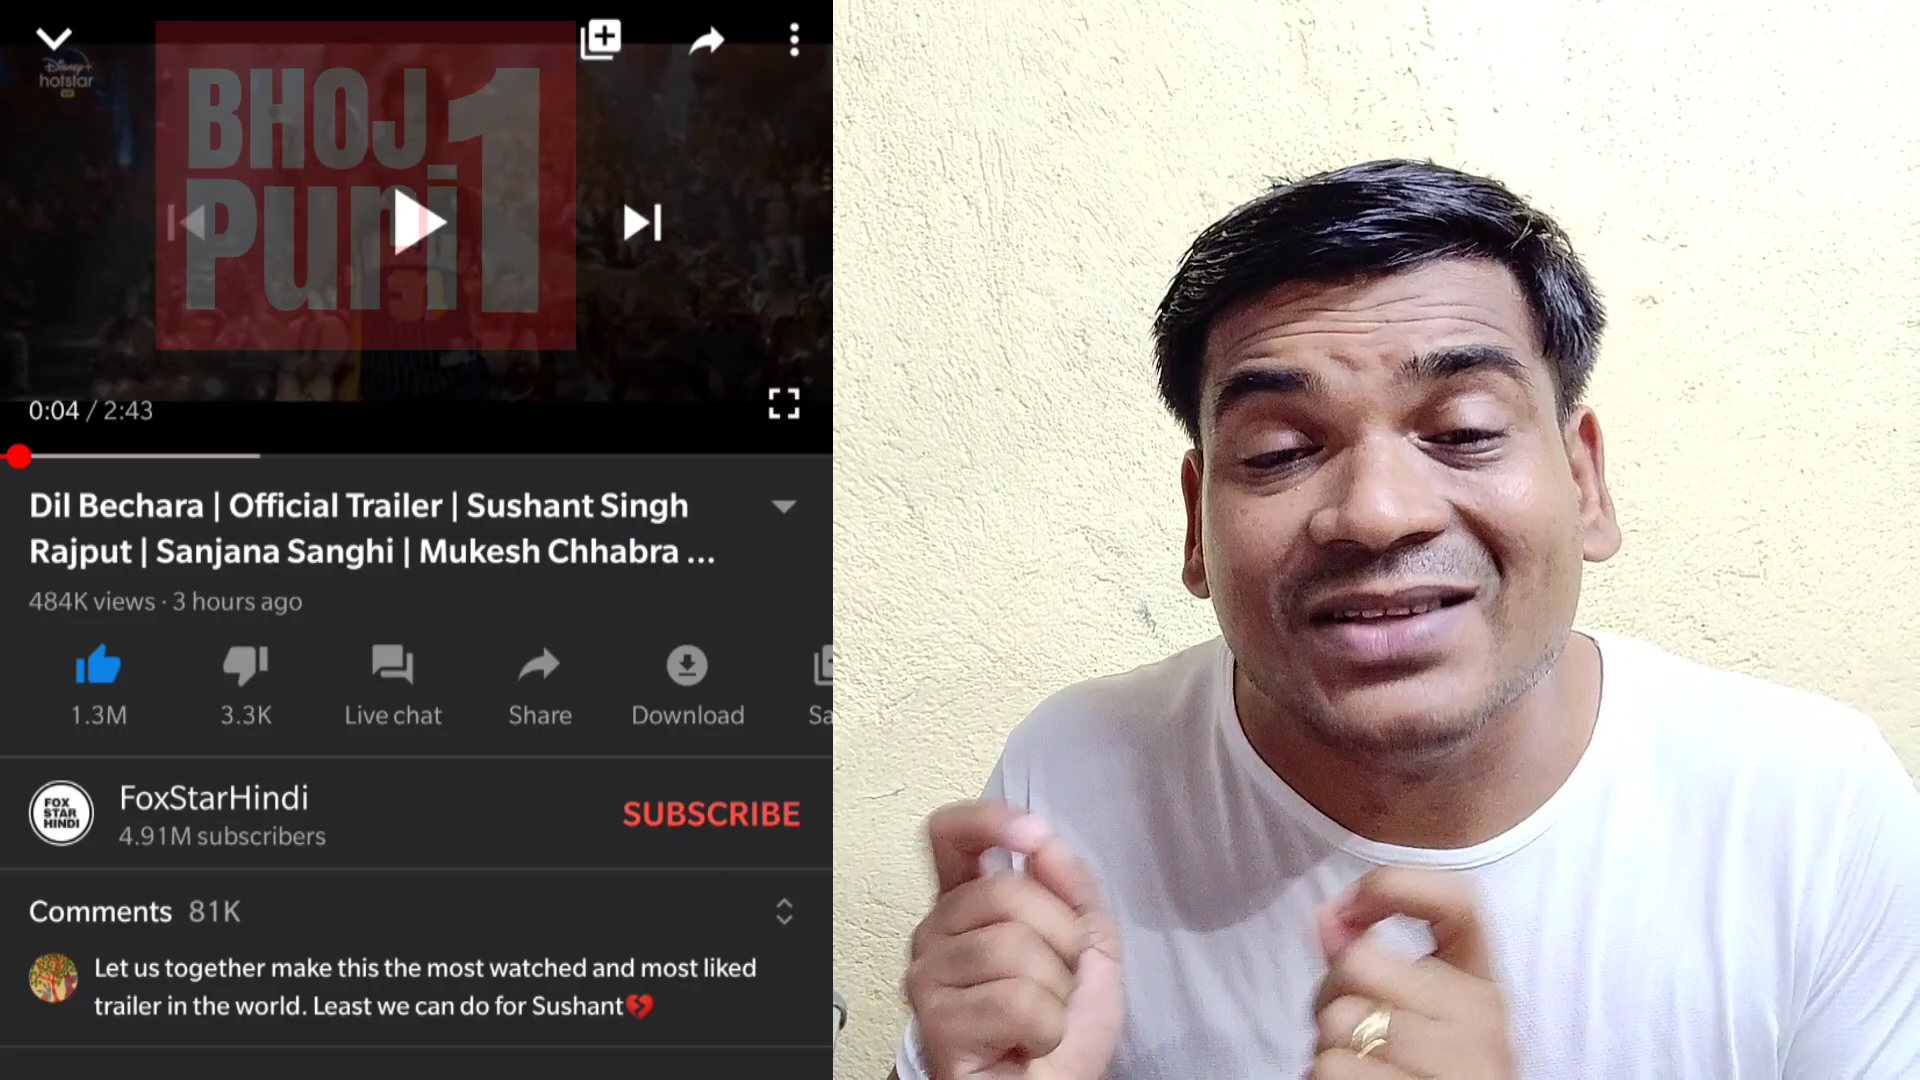 Disney+
hotstar
BHOJ
Puri 1
0:04 / 2:43
Dil Bechara | Official Trailer | Sushant Singh
Rajput | Sanjana Sanghi | Mukesh Chhabra ...
484K views · 3 hours ago
1.3M
3.3K
Live chat
Share
Download
Sa
FOX
STAR
HINDI
FoxStarHindi
4.91M subscribers
SUBSCRIBE
Comments 81K
Let us together make this the most watched and most liked
trailer in the world. Least we can do for Sushant💔